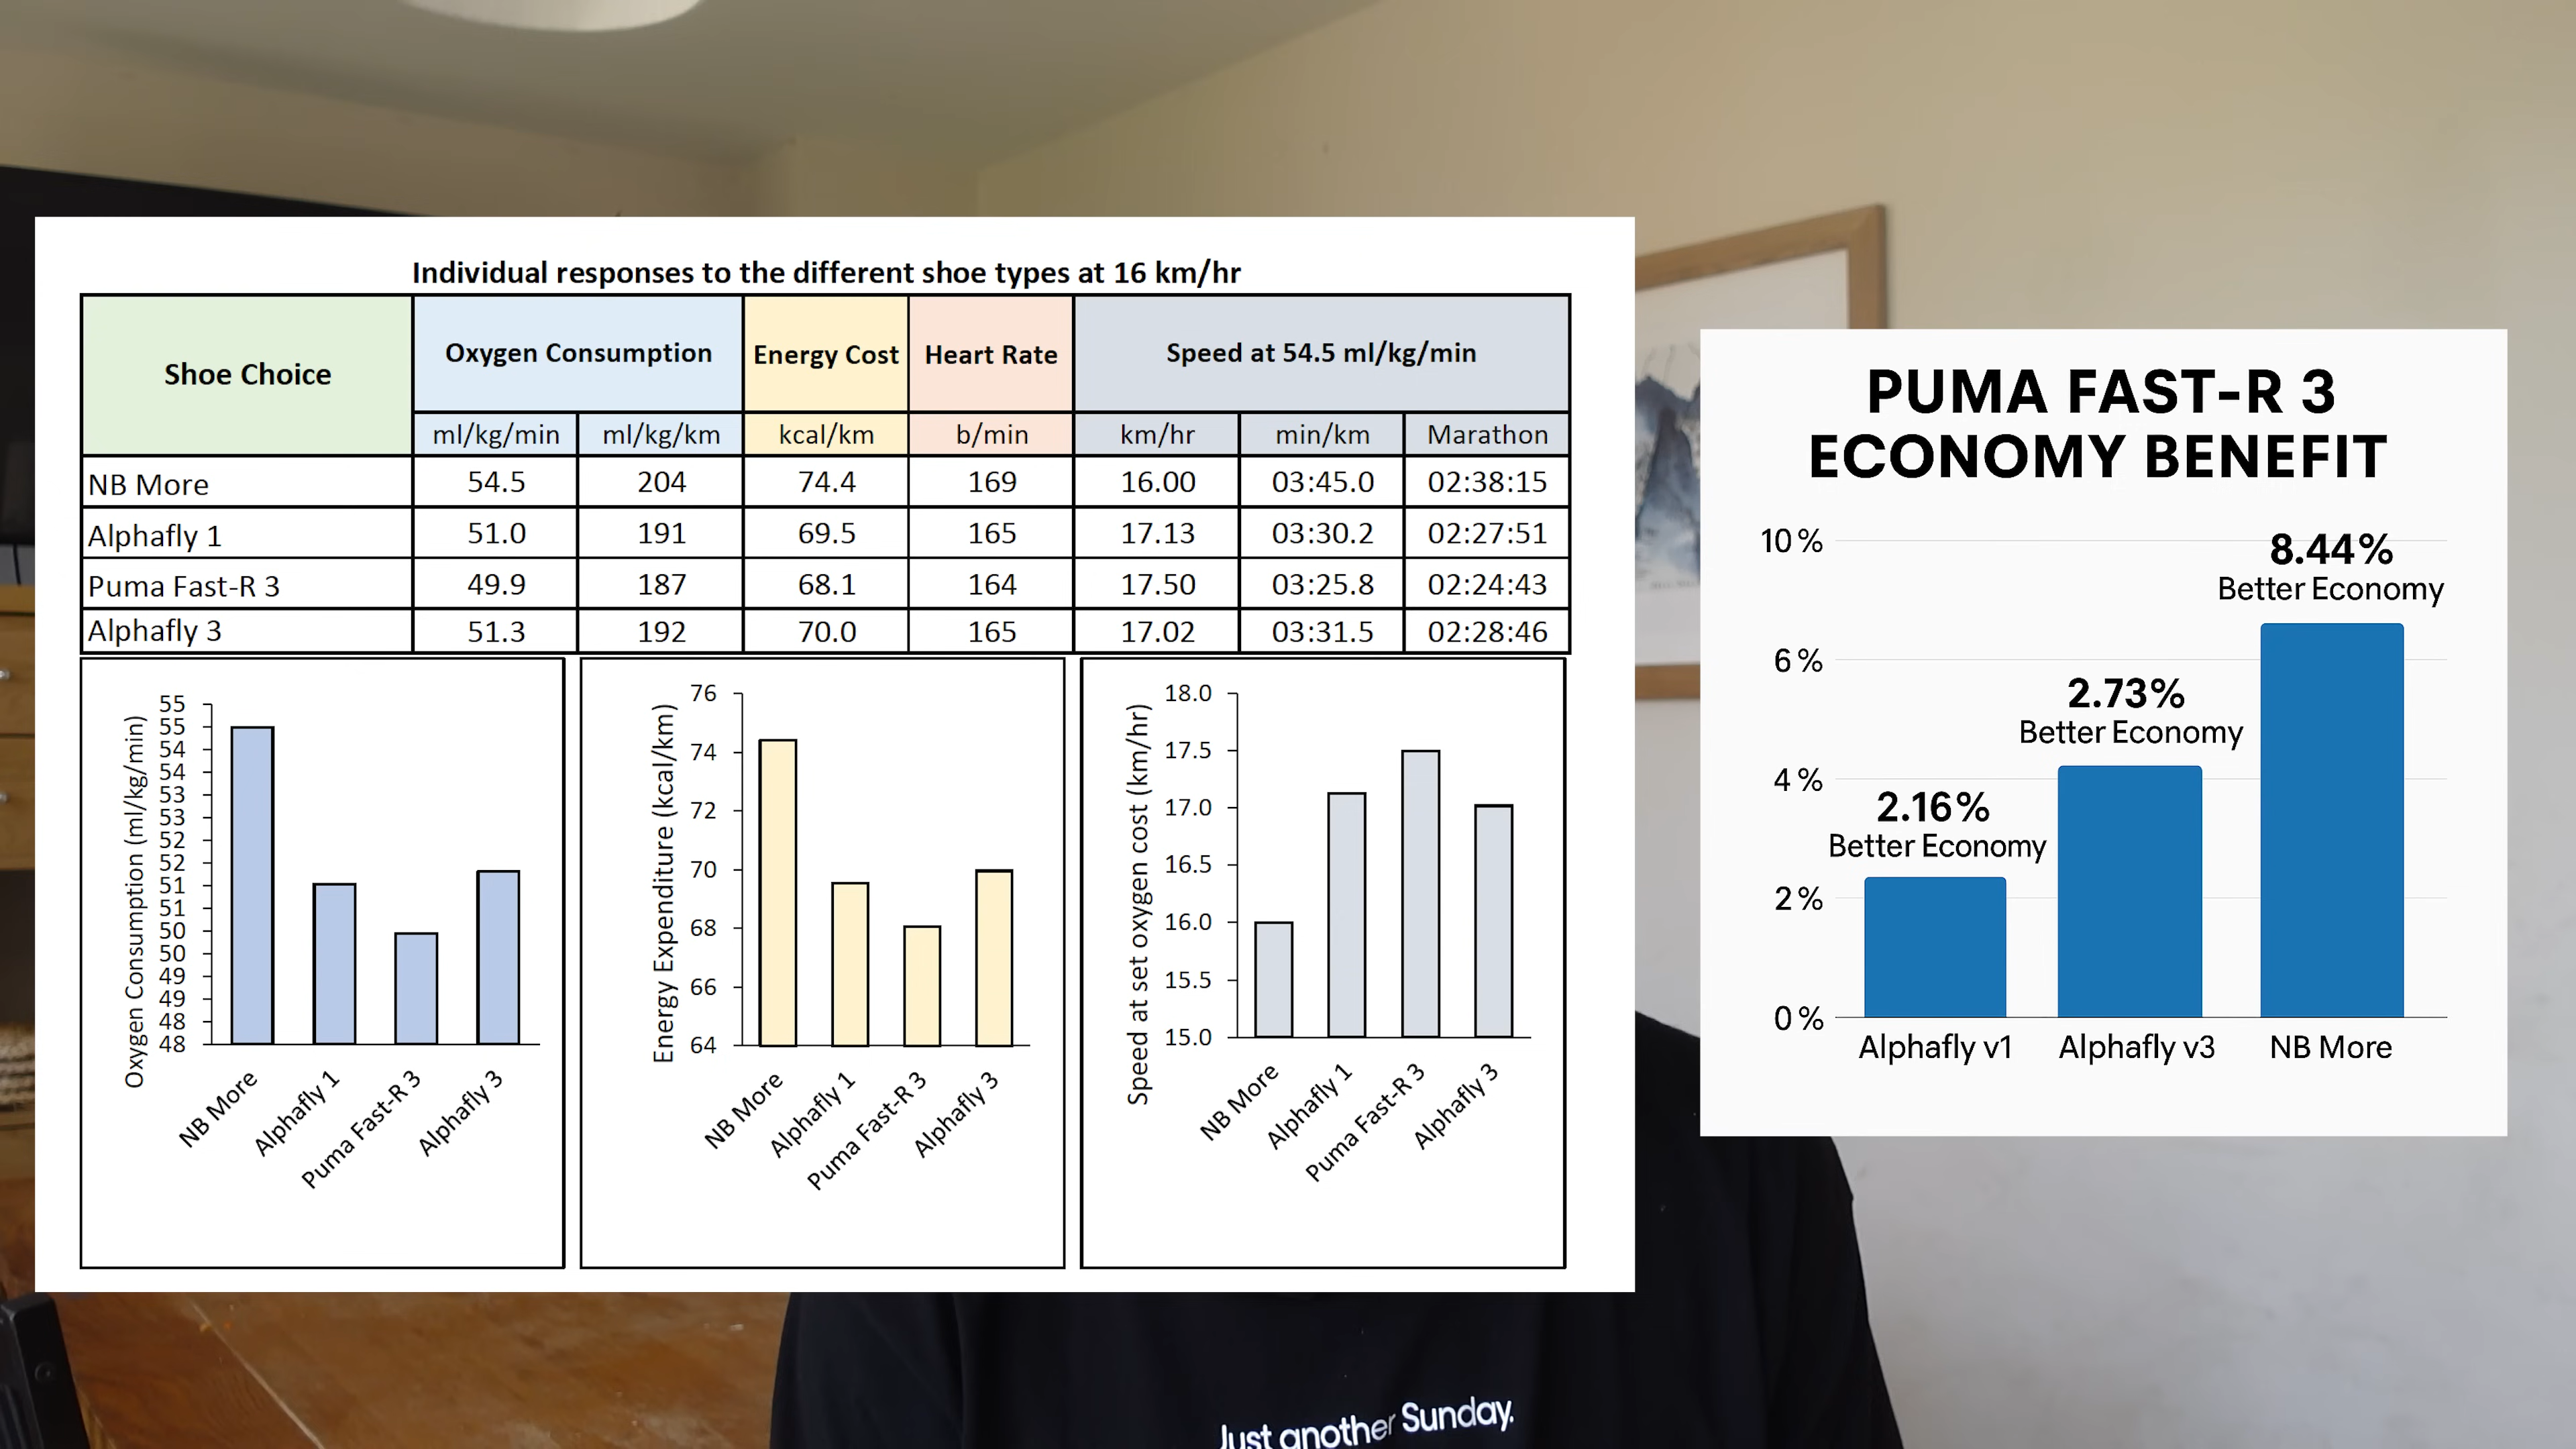 Individual responses to the different shoe types at 16 km/hr
Shoe Choice Oxygen Consumption Energy Cost Heart Rate Speed at 54.5 ml/kg/min
ml/kg/min ml/kg/km kcal/km b/min km/hr min/km Marathon
NB More 54.5 204 74.4 169 16.00 03:45.0 02:38:15
Alphafly 1 51.0 191 69.5 165 17.13 03:30.2 02:27:51
Puma Fast-R 3 49.9 187 68.1 164 17.50 03:25.8 02:24:43
Alphafly 3 51.3 192 70.0 165 17.02 03:31.5 02:28:46
Oxygen Consumption (ml/kg/min)
55
55
54
54
53
53
52
52
51
51
50
50
49
49
48
48
NB More
Alphafly 1
Puma Fast-R 3
Alphafly 3
Energy Expenditure (kcal/km)
76
74
72
70
68
66
64
NB More
Alphafly 1
Puma Fast-R 3
Alphafly 3
Speed at set oxygen cost (km/hr)
18.0
17.5
17.0
16.5
16.0
15.5
15.0
NB More
Alphafly 1
Puma Fast-R 3
Alphafly 3
PUMA FAST-R 3
ECONOMY BENEFIT
10%
6%
4%
2%
0%
2.16%
Better Economy
2.73%
Better Economy
8.44%
Better Economy
Alphafly v1 Alphafly v3 NB More
Just another Sunday.